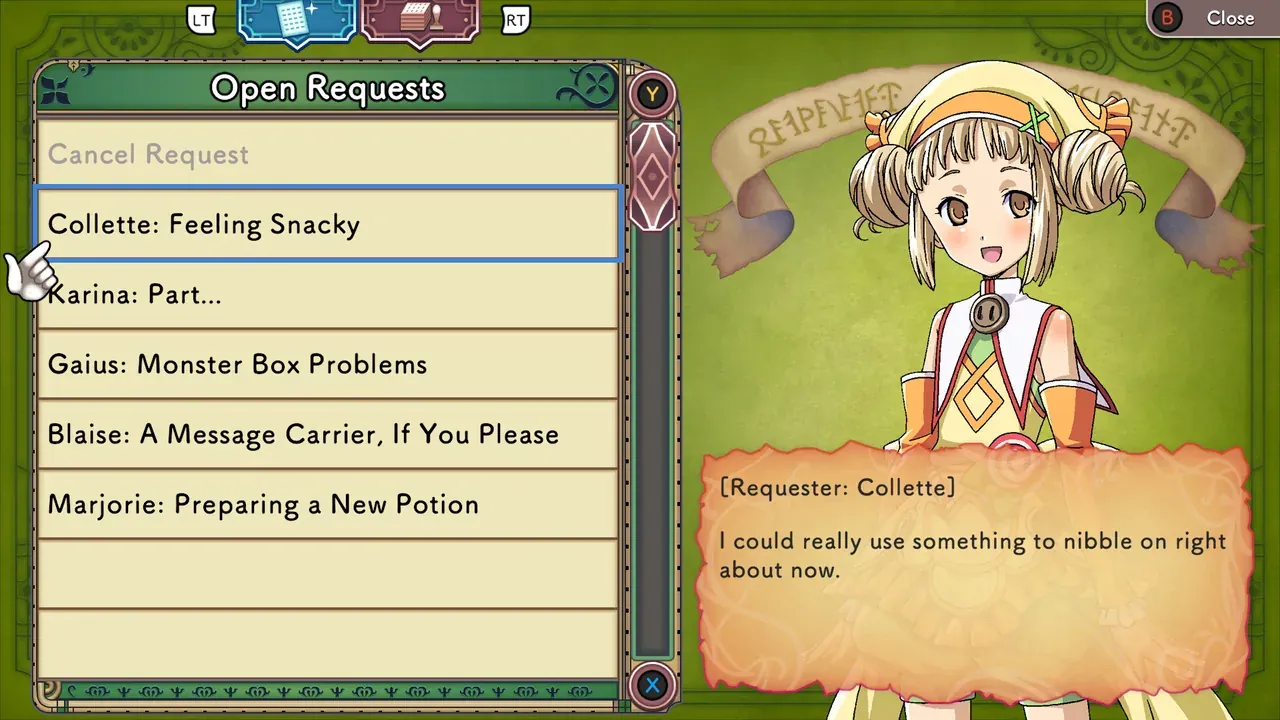 LT
RT
B Close
Open Requests
Y
Cancel Request
Collette: Feeling Snacky
Karina: Part...
Gaius: Monster Box Problems
Blaise: A Message Carrier, If You Please
Marjorie: Preparing a New Potion
X
[Requester: Collette]
I could really use something to nibble on right
about now.